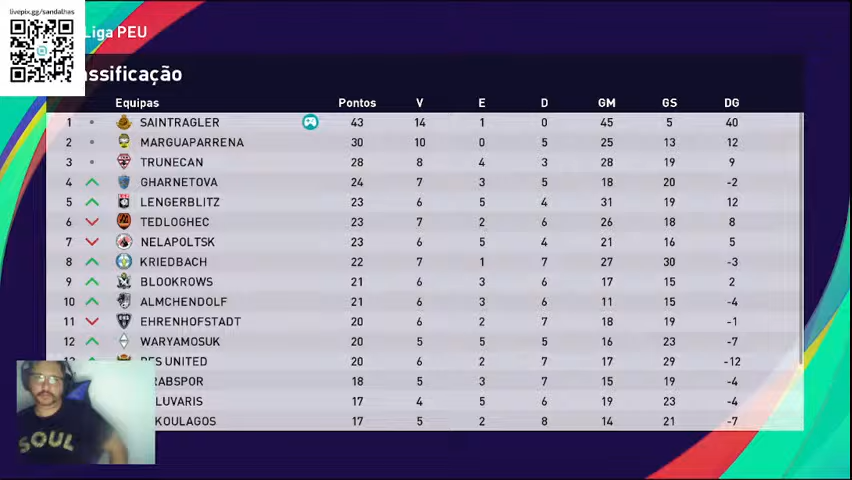 livepix.gg/sandalhas
Liga PEU
assificação
Equipas Pontos V E D GM GS DG
1 SAINTRAGLER 43 14 1 0 45 5 40
2 MARGUAPARRENA 30 10 0 5 25 13 12
3 TRUNECAN 28 8 4 3 28 19 9
4 GHARNETOVA 24 7 3 5 18 20 -2
5 LENGERBLITZ 23 6 5 4 31 19 12
6 TEDLOGHEC 23 7 2 6 26 18 8
7 NELAPOLTSK 23 6 5 4 21 16 5
8 KRIEDBACH 22 7 1 7 27 30 -3
9 BLOOKROWS 21 6 3 6 17 15 2
10 ALMCHENDOLF 21 6 3 6 11 15 -4
11 EHRENHOFSTADT 20 6 2 7 18 19 -1
12 WARYAMOSUK 20 5 5 5 16 23 -7
13 PES UNITED 20 6 2 7 17 29 -12
RABSPOR 18 5 3 7 15 19 -4
LUVARIS 17 4 5 6 19 23 -4
KOULAGOS 17 5 2 8 14 21 -7
SOUL